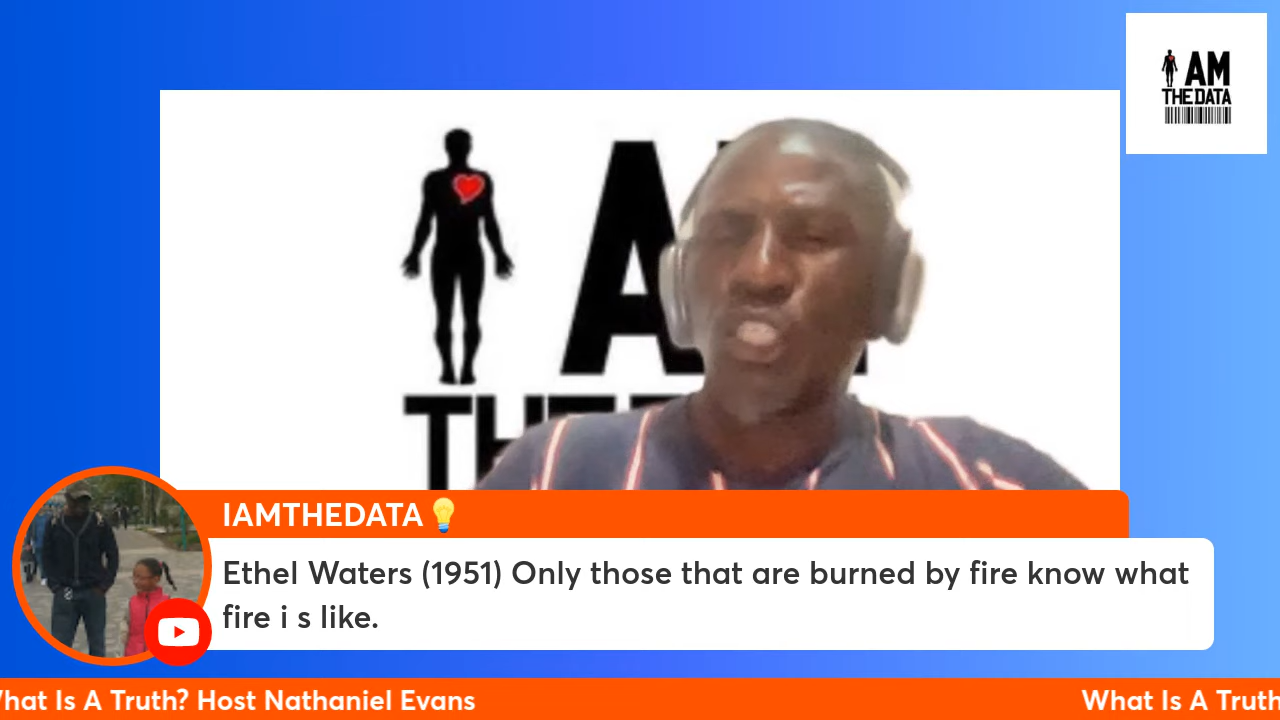 I AM
THE DATA
A
TH
IAMTHEDATA💡
Ethel Waters (1951) Only those that are burned by fire know what
fire i s like.
hat Is A Truth? Host Nathaniel Evans
What Is A Truth